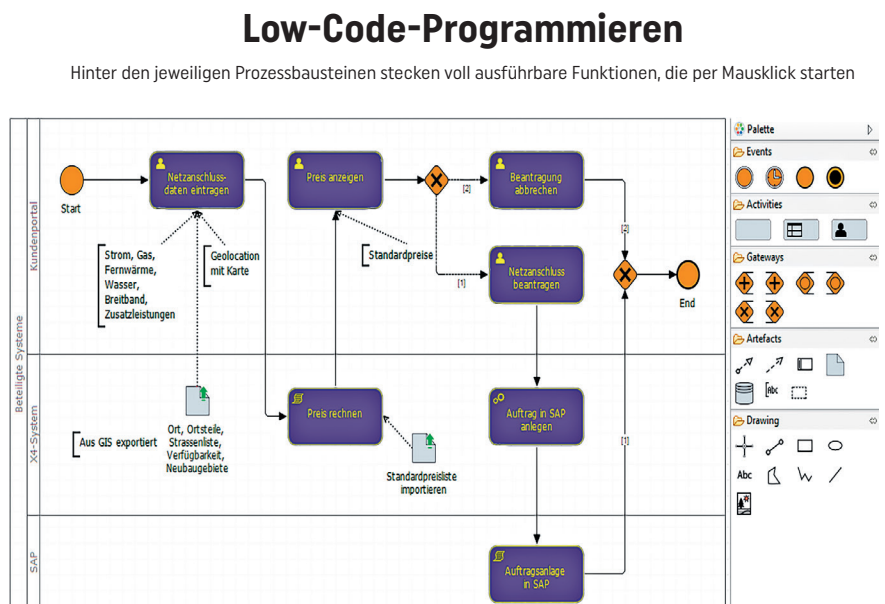 Low-Code-Programmieren
Hinter den jeweiligen Prozessbausteinen stecken voll ausführbare Funktionen, die per Mausklick starten
Beteiligte Systeme
Kundenportal
Start
Netzanschluss-
daten eintragen
Preis anzeigen
[2]
Beantragung
abbrechen
Strom, Gas,
Fernwärme,
Wasser,
Breitband,
Zusatzleistungen
Geolocation
mit Karte
Standardpreise
[1]
Netzanschluss
beantragen
[2]
End
X4-System
Aus GIS exportiert
Ort, Ortsteile,
Strassenliste,
Verfügbarkeit,
Neubaugebiete
Preis rechnen
Standardpreisliste
importieren
Auftrag in SAP
anlegen
[1]
SAP
Auftragsanlage
in SAP
Palette
Events
Activities
Gateways
Artefacts
[Abc
Drawing
Abc